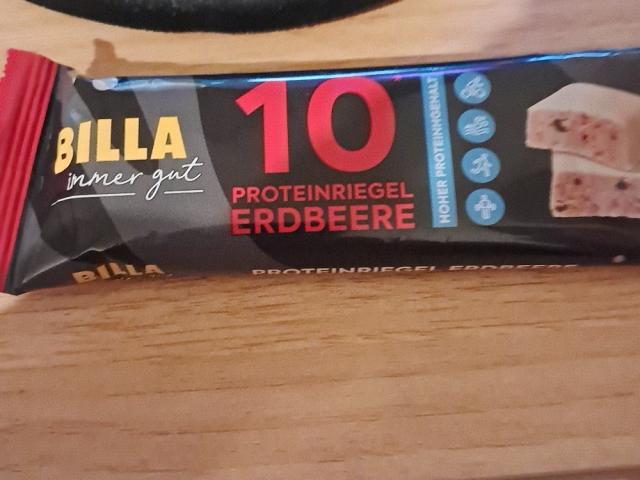 BILLA
immer gut
10
PROTEINRIEGEL
ERDBEERE
HOHER PROTEINGEHALT
BILLA
PROTEINRIEGEL ERDBEERE